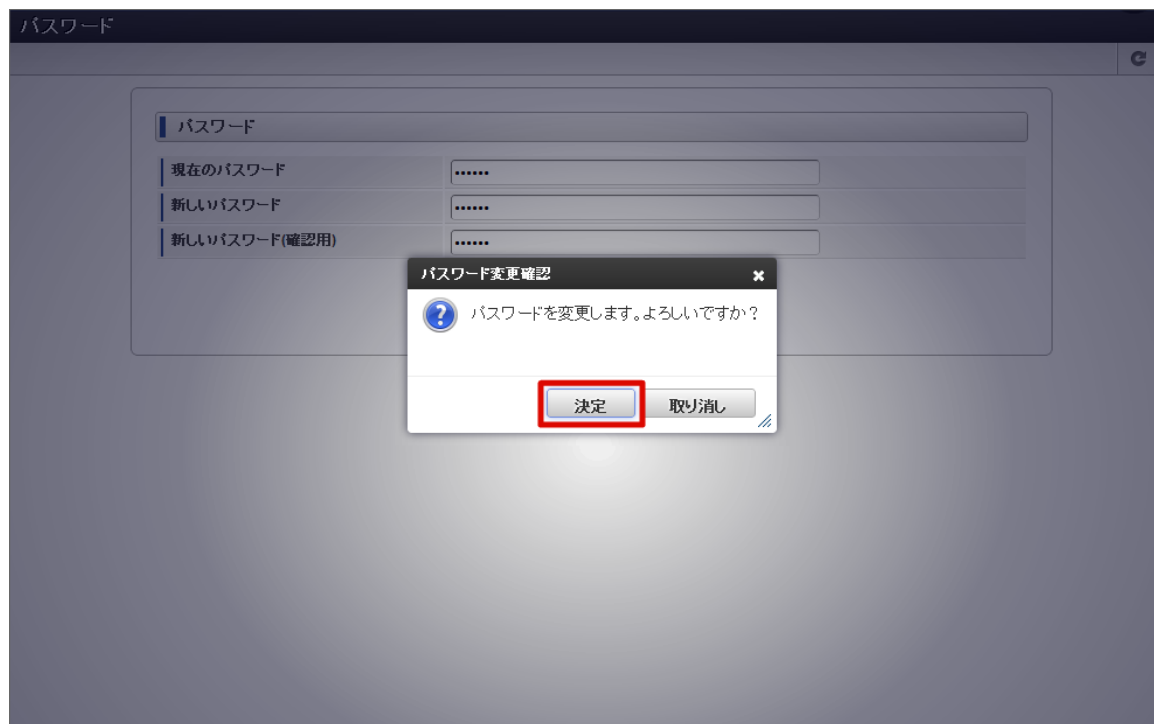 パスワード
パスワード
現在のパスワード
••••••
新しいパスワード
••••••
新しいパスワード(確認用)
••••••
パスワード変更確認
パスワードを変更します。よろしいですか?
決定 取り消し